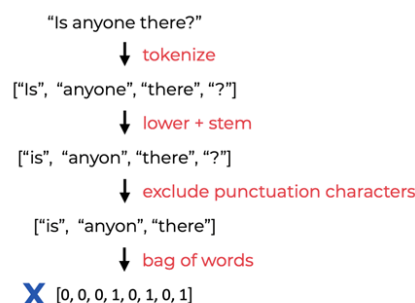 “Is anyone there?”
tokenize
[“Is”, “anyone”, “there”, “?”]
lower + stem
[“is”, “anyon”, “there”, “?”]
exclude punctuation characters
[“is”, “anyon”, “there”]
bag of words
X [0, 0, 0, 1, 0, 1, 0, 1]